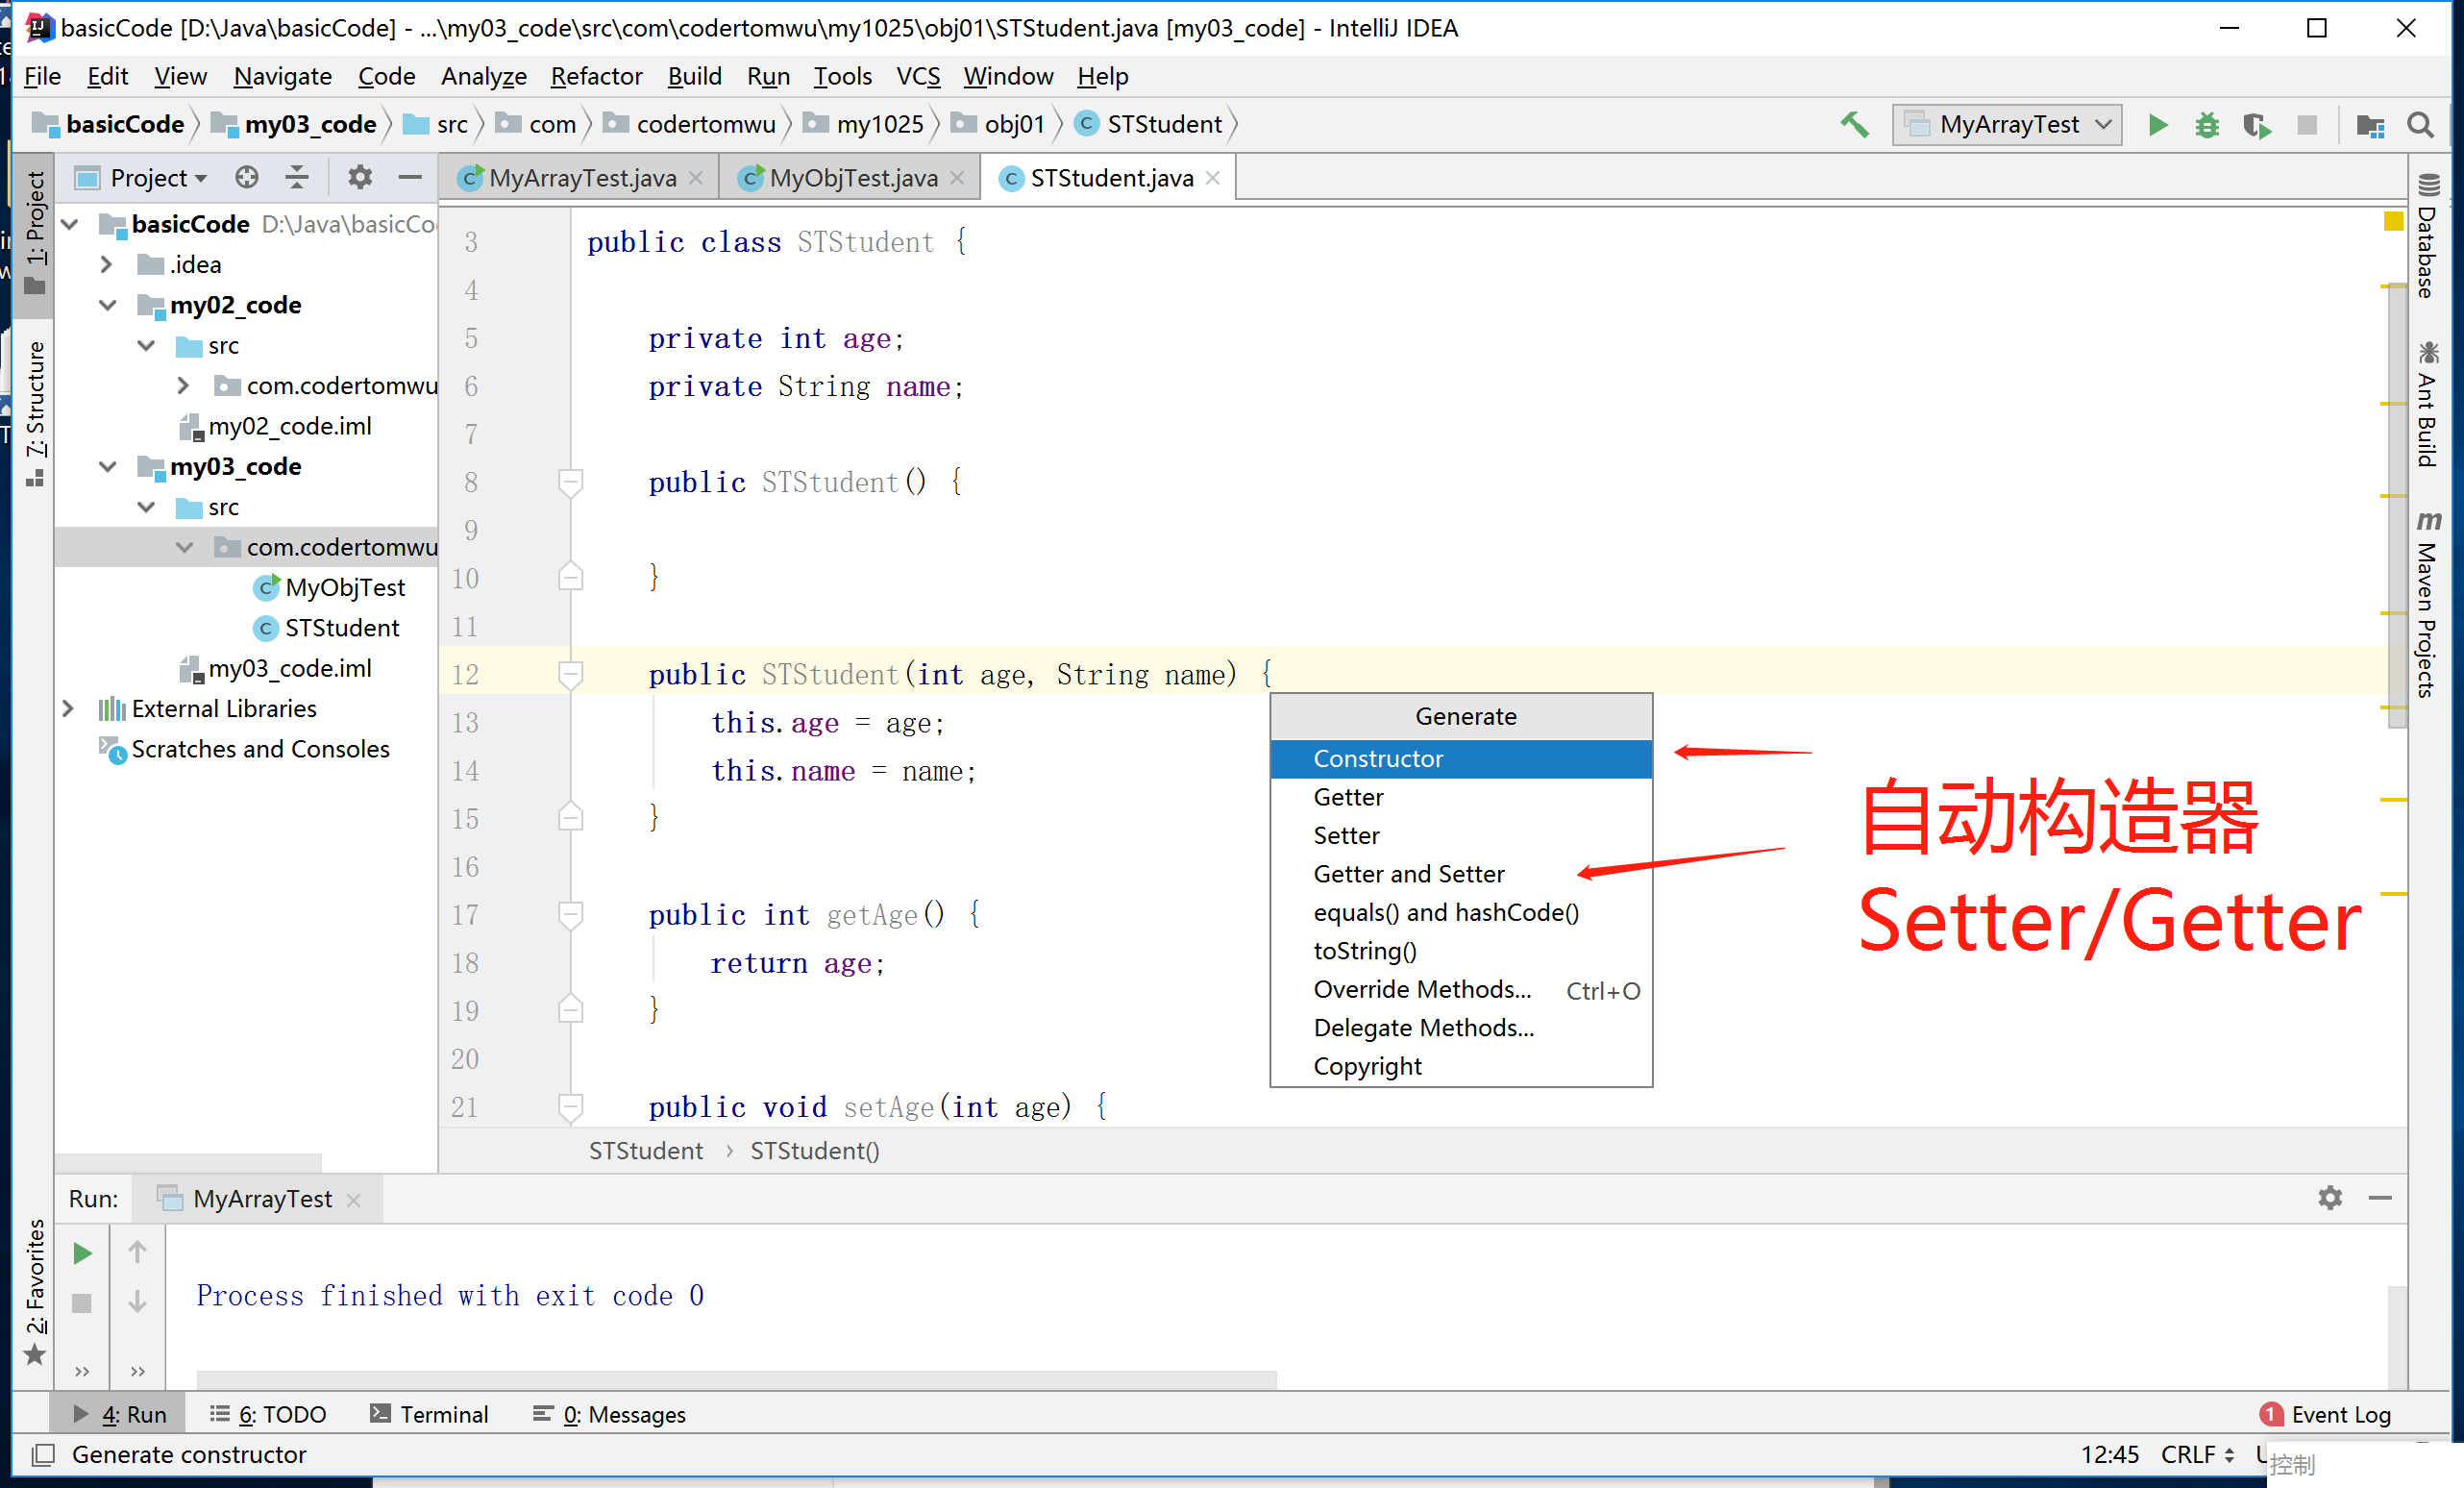 basicCode [D:\Java\basicCode] - ...\my03_code\src\com\codertomwu\my1025\obj01\STStudent.java [my03_code] - IntelliJ IDEA
File Edit View Navigate Code Analyze Refactor Build Run Tools VCS Window Help
basicCode my03_code src com codertomwu my1025 obj01 STStudent
MyArrayTest
1: Project
7: Structure
2: Favorites
Project
basicCode D:\Java\basicCo
.idea
my02_code
src
com.codertomwu
my02_code.iml
my03_code
src
com.codertomwu
MyObjTest
STStudent
my03_code.iml
External Libraries
Scratches and Consoles
MyArrayTest.java MyObjTest.java STStudent.java
3 public class STStudent {
4
5 private int age;
6 private String name;
7
8 public STStudent() {
9
10 }
11
12 public STStudent(int age, String name) {
13 this.age = age;
14 this.name = name;
15 }
16
17 public int getAge() {
18 return age;
19 }
20
21 public void setAge(int age) {
STStudent › STStudent()
Generate
Constructor
Getter
Setter
Getter and Setter
equals() and hashCode()
toString()
Override Methods... Ctrl+O
Delegate Methods...
Copyright
自动构造器
Setter/Getter
Database
Ant Build
Maven Projects
Run: MyArrayTest
Process finished with exit code 0
4: Run 6: TODO Terminal 0: Messages 1 Event Log
Generate constructor 12:45 CRLF
控制